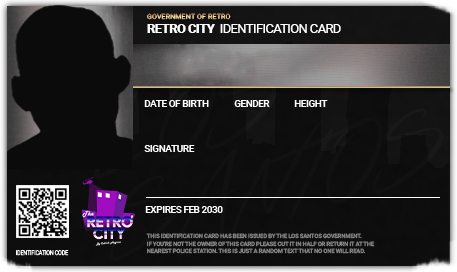 GOVERNMENT OF RETRO
RETRO CITY IDENTIFICATION CARD
DATE OF BIRTH GENDER HEIGHT
SIGNATURE
The
RETRO
CITY
EXPIRES FEB 2030
IDENTIFICATION CODE
THIS IDENTIFICATION CARD HAS BEEN ISSUED BY THE LOS SANTOS GOVERNMENT.
IF YOU'RE NOT THE OWNER OF THIS CARD PLEASE CUT IT IN HALF OR RETURN IT AT THE
NEAREST POLICE STATION. THIS IS JUST A RANDOM TEXT THAT NO ONE WILL READ.